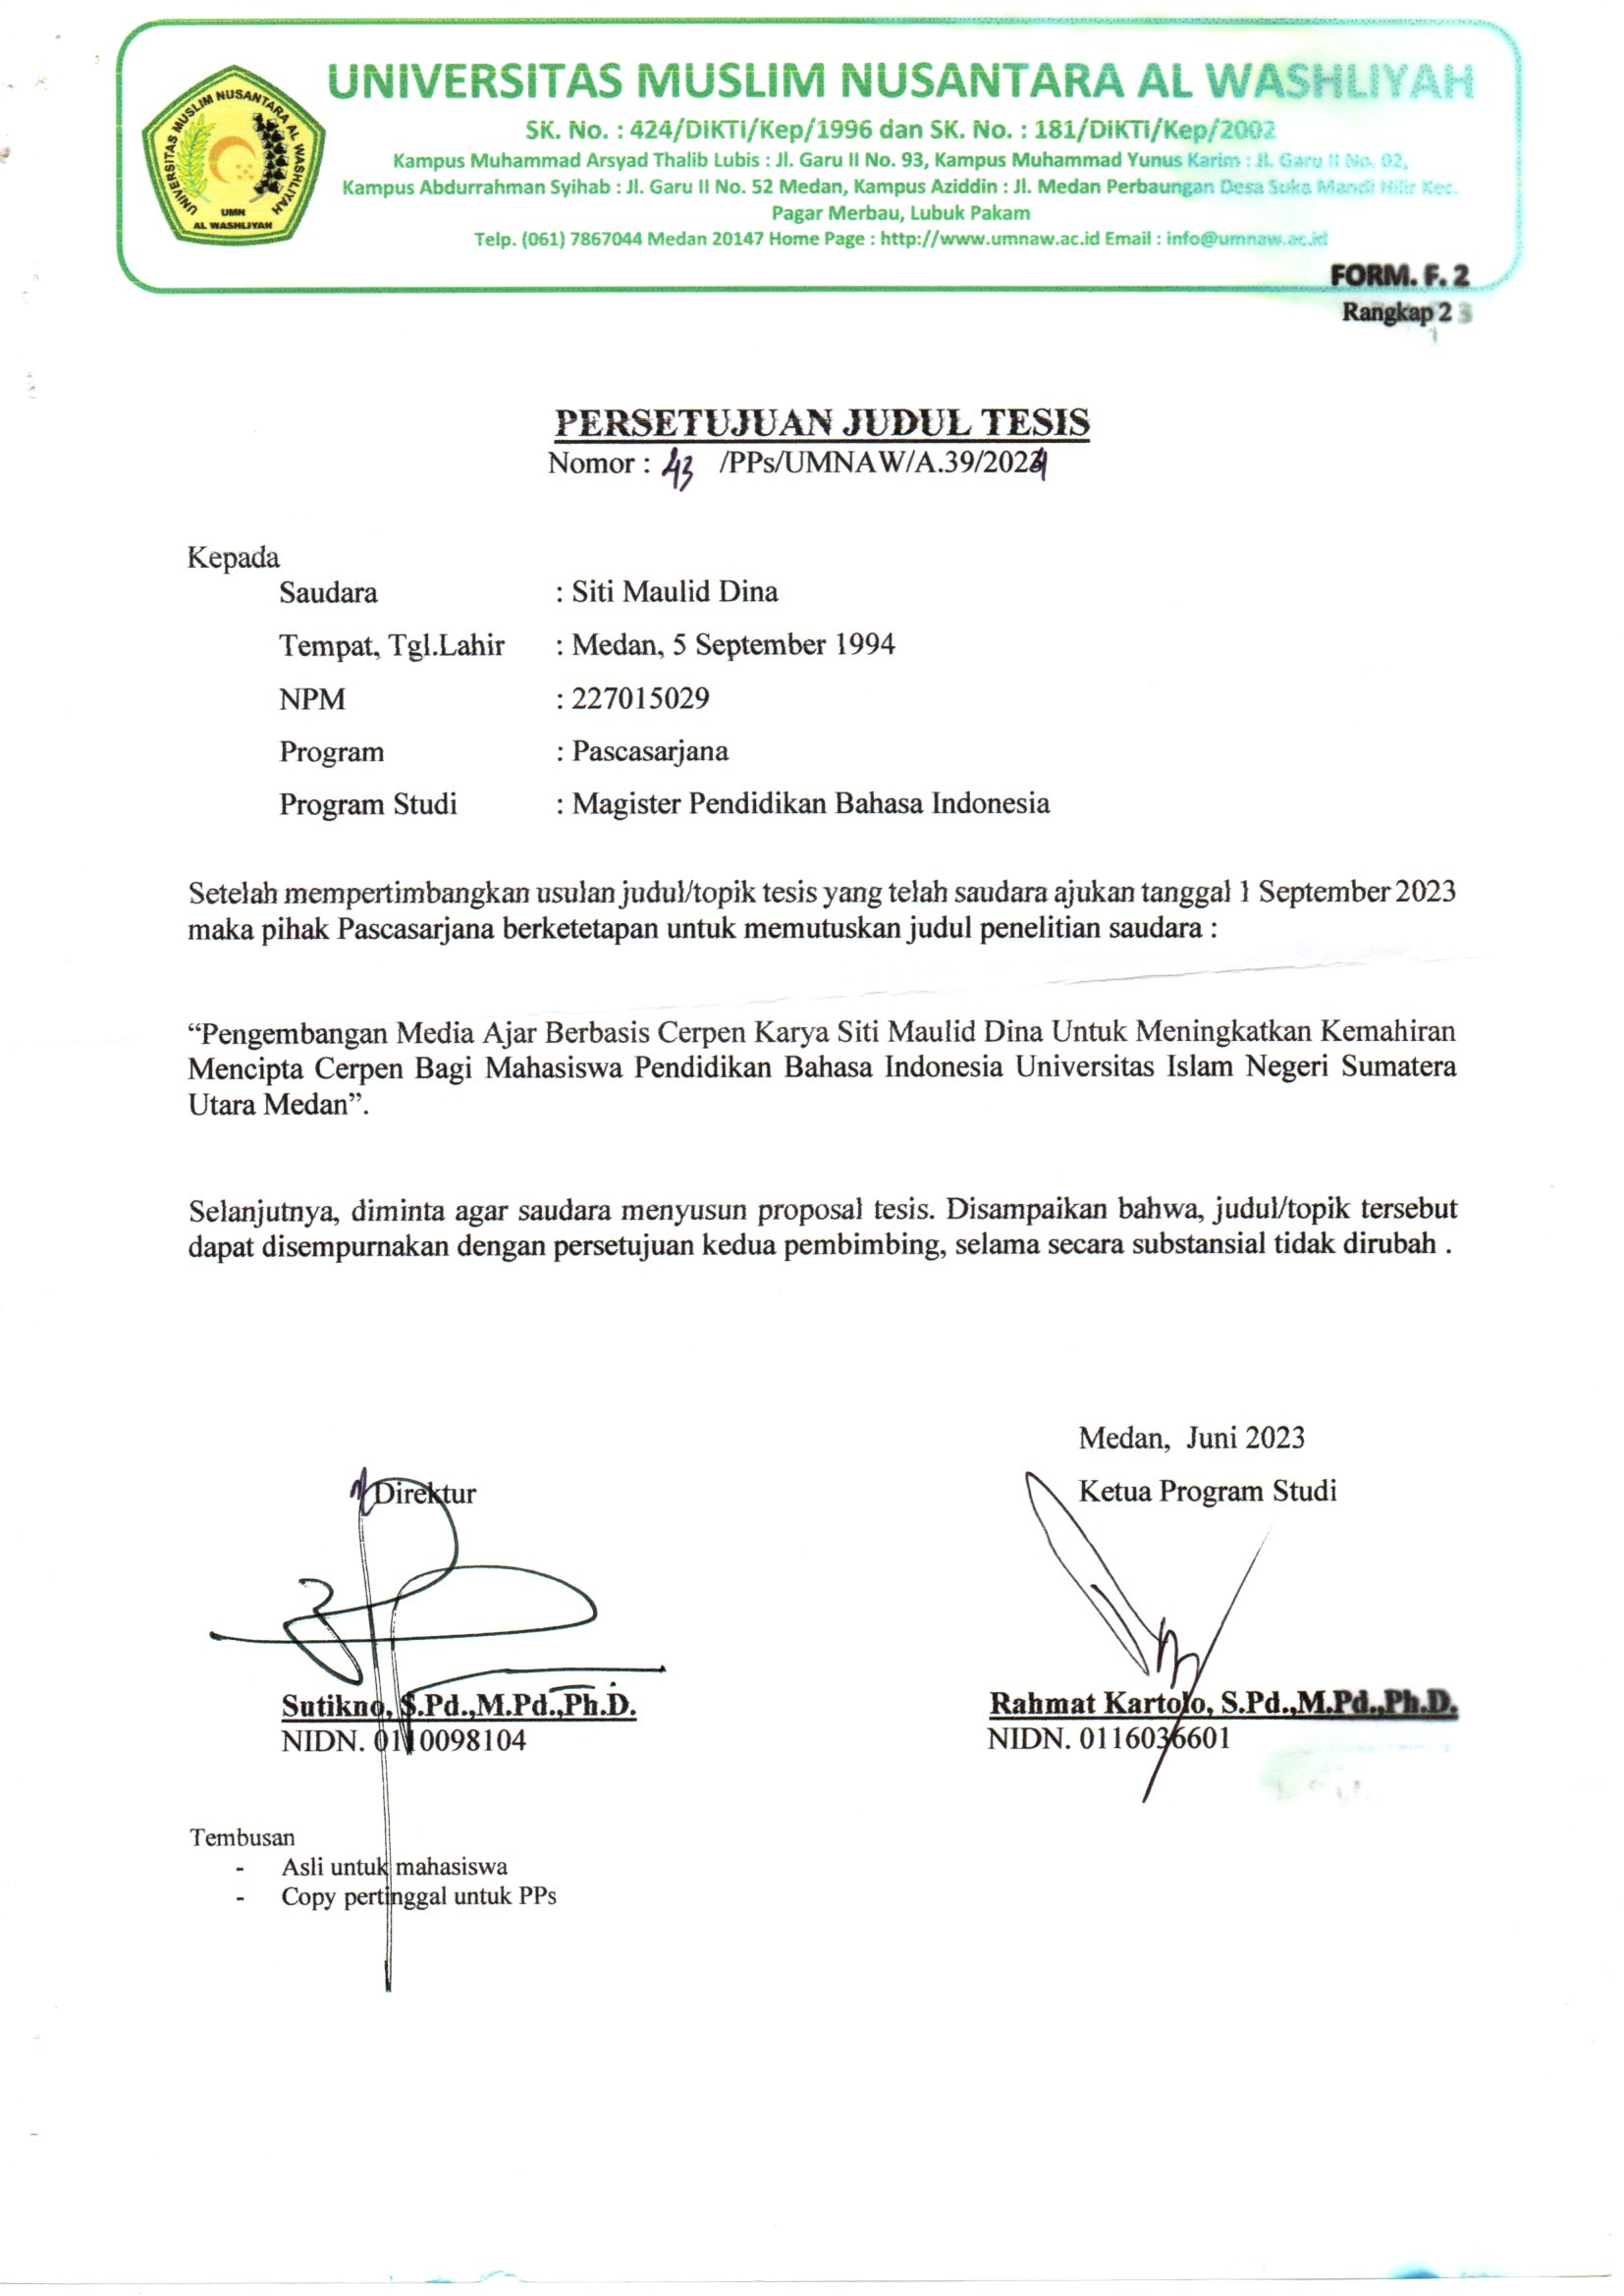 UNIVERSITAS MUSLIM NUSANTARA AL WASHLIYAH
UMN
AL WASHLIYAH
UNIVERSITAS MUSLIM NUSANTARA AL WASHLIYAH
SK. No. : 424/DIKTI/Kep/1996 dan SK. No. : 181/DIKTI/Kep/2002
Kampus Muhammad Arsyad Thalib Lubis : Jl. Garu II No. 93, Kampus Muhammad Yunus Karim : Jl. Garu II No. 02,
Kampus Abdurrahman Syihab : Jl. Garu II No. 52 Medan, Kampus Aziddin : Jl. Medan Perbaungan Desa Suka Mandi Hilir Kec.
Pagar Merbau, Lubuk Pakam
Telp. (061) 7867044 Medan 20147 Home Page : http://www.umnaw.ac.id Email : info@umnaw.ac.id
FORM. F. 2
Rangkap 2
PERSETUJUAN JUDUL TESIS
Nomor : 43 /PPs/UMNAW/A.39/2024
Kepada
Saudara : Siti Maulid Dina
Tempat, Tgl.Lahir : Medan, 5 September 1994
NPM : 227015029
Program : Pascasarjana
Program Studi : Magister Pendidikan Bahasa Indonesia
Setelah mempertimbangkan usulan judul/topik tesis yang telah saudara ajukan tanggal 1 September 2023
maka pihak Pascasarjana berketetapan untuk memutuskan judul penelitian saudara :
“Pengembangan Media Ajar Berbasis Cerpen Karya Siti Maulid Dina Untuk Meningkatkan Kemahiran
Mencipta Cerpen Bagi Mahasiswa Pendidikan Bahasa Indonesia Universitas Islam Negeri Sumatera
Utara Medan”.
Selanjutnya, diminta agar saudara menyusun proposal tesis. Disampaikan bahwa, judul/topik tersebut
dapat disempurnakan dengan persetujuan kedua pembimbing, selama secara substansial tidak dirubah .
Medan, Juni 2023
Direktur
Ketua Program Studi
Sutikno, S.Pd.,M.Pd.,Ph.D.
NIDN. 0110098104
Rahmat Kartolo, S.Pd.,M.Pd.,Ph.D.
NIDN. 0116036601
Tembusan
- Asli untuk mahasiswa
- Copy pertinggal untuk PPs